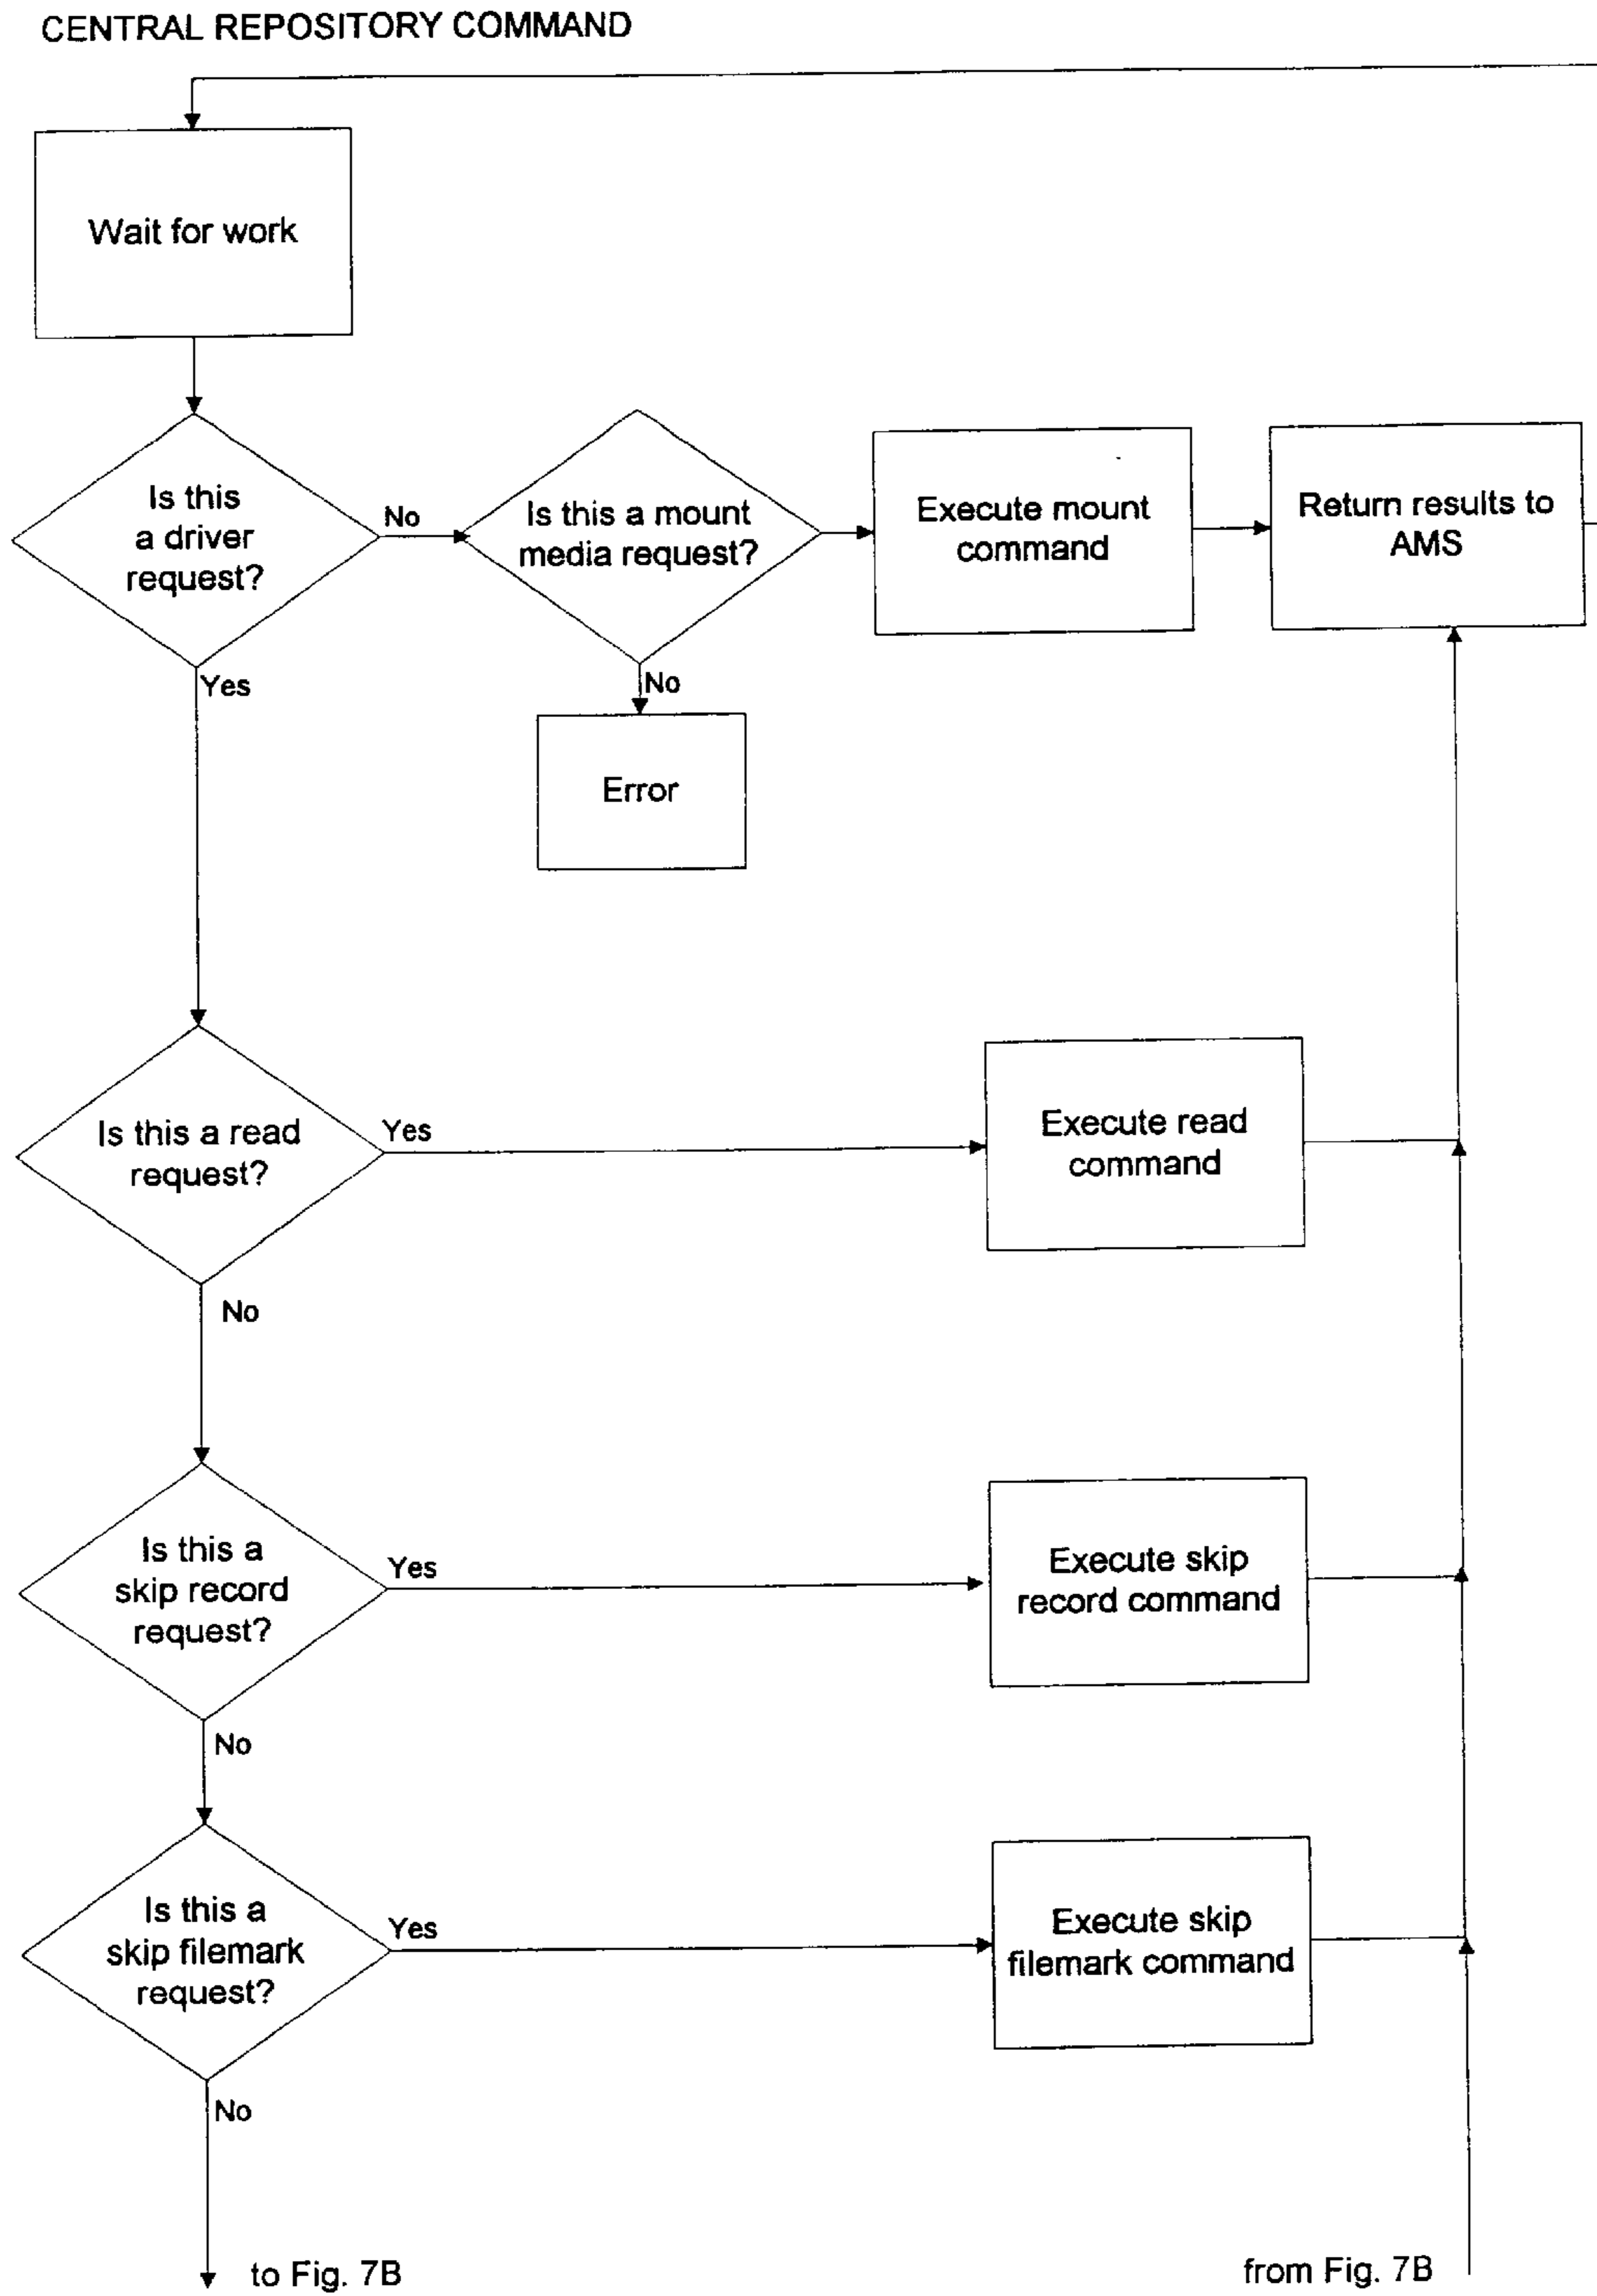 CENTRAL REPOSITORY COMMAND
Wait for work
Is this
a driver
request?
No
Is this a mount
media request?
Execute mount
command
Return results to
AMS
Yes
No
Error
Is this a read
request?
Yes
Execute read
command
No
Is this a
skip record
request?
Yes
Execute skip
record command
No
Is this a
skip filemark
request?
Yes
Execute skip
filemark command
No
to Fig. 7B
from Fig. 7B